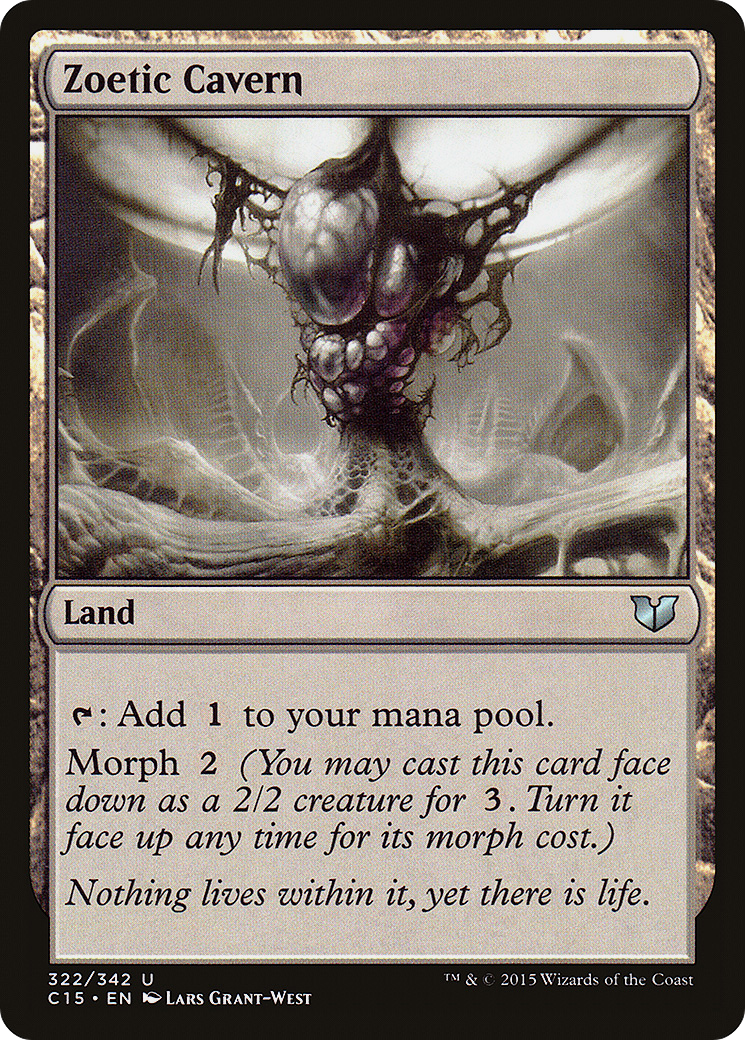 Zoetic Cavern
Land
: Add 1 to your mana pool.
Morph 2 (You may cast this card face
down as a 2/2 creature for 3. Turn it
face up any time for its morph cost.)
Nothing lives within it, yet there is life.
322/342 U
™ & © 2015 Wizards of the Coast
C15 • EN Lars Grant-West